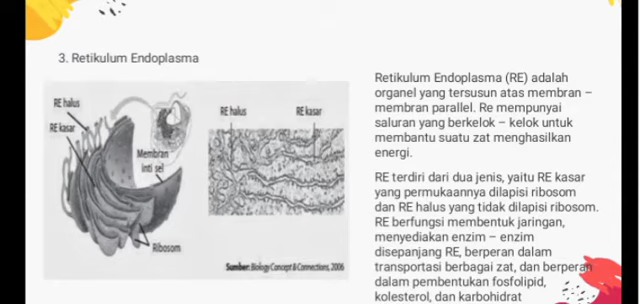 3. Retikulum Endoplasma
RE halus
RE kasar
Membran
inti sel
Ribosom
RE halus
RE kasar
Sumber: Biology Concept & Connections, 2006
Retikulum Endoplasma (RE) adalah
organel yang tersusun atas membran –
membran parallel. Re mempunyai
saluran yang berkelok – kelok untuk
membantu suatu zat menghasilkan
energi.
RE terdiri dari dua jenis, yaitu RE kasar
yang permukaannya dilapisi ribosom
dan RE halus yang tidak dilapisi ribosom.
RE berfungsi membentuk jaringan,
menyediakan enzim – enzim
disepanjang RE, berperan dalam
transportasi berbagai zat, dan berperan
dalam pembentukan fosfolipid,
kolesterol, dan karbohidrat